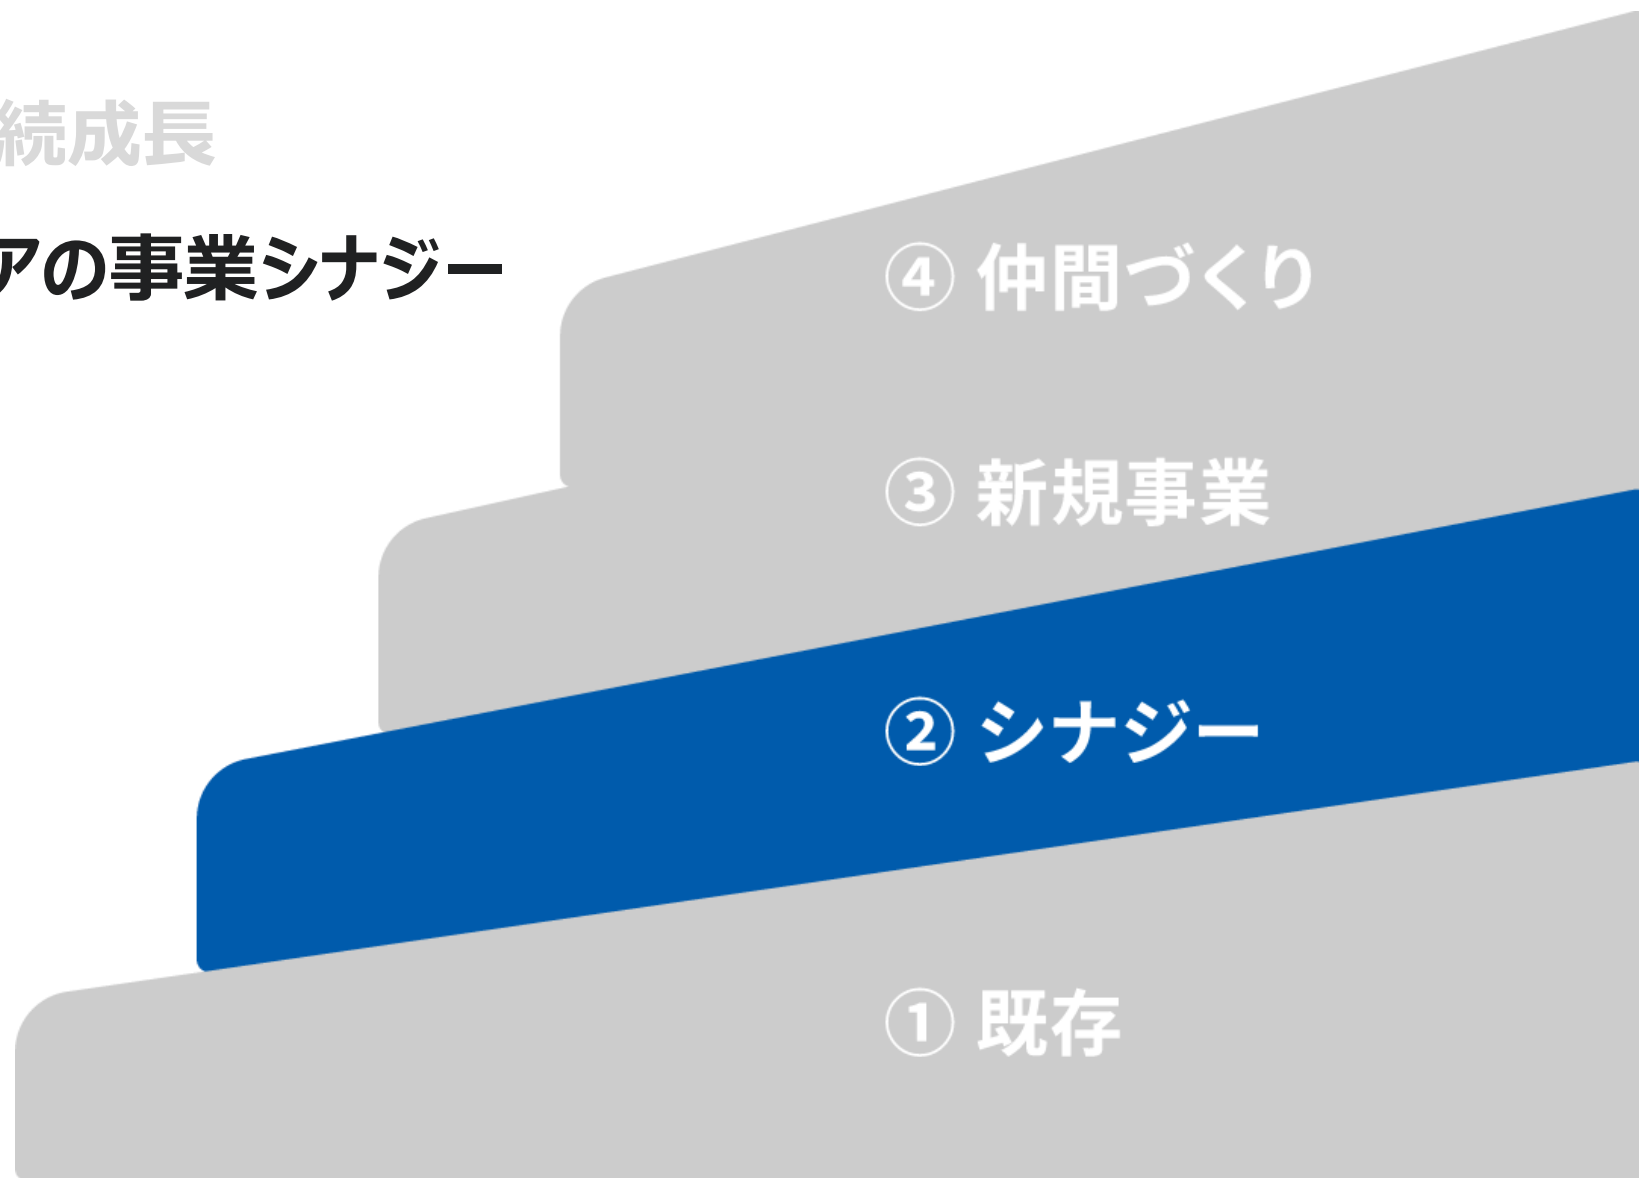 続成長
アの事業シナジー
④ 仲間づくり
③ 新規事業
② シナジー
① 既存